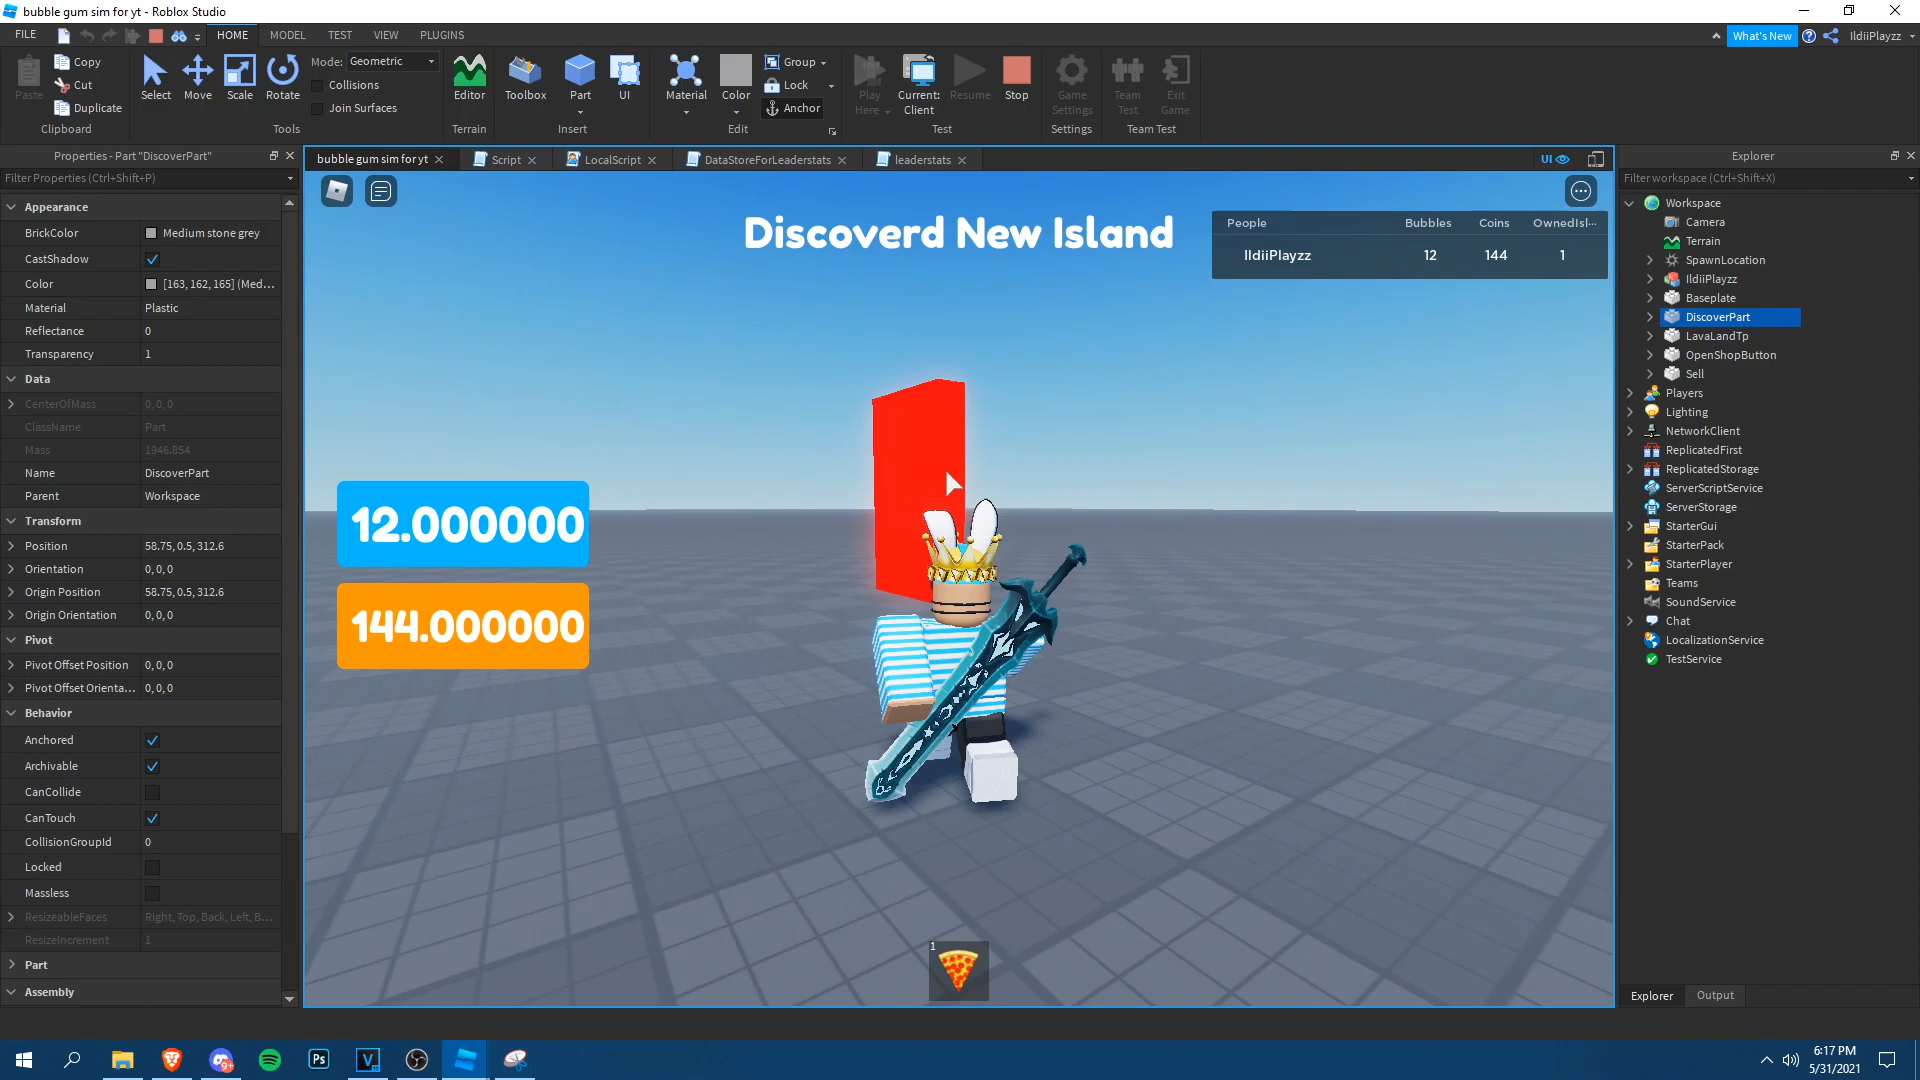 bubble gum sim for yt - Roblox Studio
FILE
HOME
MODEL
TEST
VIEW
PLUGINS
What's New
IldiiPlayzz
Paste
Copy
Cut
Duplicate
Clipboard
Select
Move
Scale
Rotate
Mode: Geometric
Collisions
Join Surfaces
Tools
Editor
Terrain
Toolbox
Part
UI
Insert
Material
Color
Group
Lock
Anchor
Edit
Play
Here
Current:
Client
Resume
Stop
Test
Game
Settings
Settings
Team
Test
Exit
Game
Team Test
Properties - Part "DiscoverPart"
Filter Properties (Ctrl+Shift+P)
Appearance
BrickColor Medium stone grey
CastShadow
Color [163, 162, 165] (Med...
Material Plastic
Reflectance 0
Transparency 1
Data
CenterOfMass 0, 0, 0
ClassName Part
Mass 1946.854
Name DiscoverPart
Parent Workspace
Transform
Position 58.75, 0.5, 312.6
Orientation 0, 0, 0
Origin Position 58.75, 0.5, 312.6
Origin Orientation 0, 0, 0
Pivot
Pivot Offset Position 0, 0, 0
Pivot Offset Orienta... 0, 0, 0
Behavior
Anchored
Archivable
CanCollide
CanTouch
CollisionGroupId 0
Locked
Massless
ResizeableFaces Right, Top, Back, Left, B...
ResizeIncrement 1
Part
Assembly
bubble gum sim for yt
Script
LocalScript
DataStoreForLeaderstats
leaderstats
UI
Discoverd New Island
People Bubbles Coins OwnedIsl...
IldiiPlayzz 12 144 1
12.000000
144.000000
1
Explorer
Filter workspace (Ctrl+Shift+X)
Workspace
Camera
Terrain
SpawnLocation
IldiiPlayzz
Baseplate
DiscoverPart
LavaLandTp
OpenShopButton
Sell
Players
Lighting
NetworkClient
ReplicatedFirst
ReplicatedStorage
ServerScriptService
ServerStorage
StarterGui
StarterPack
StarterPlayer
Teams
SoundService
Chat
LocalizationService
TestService
Explorer
Output
9+
Ps
V
6:17 PM
5/31/2021